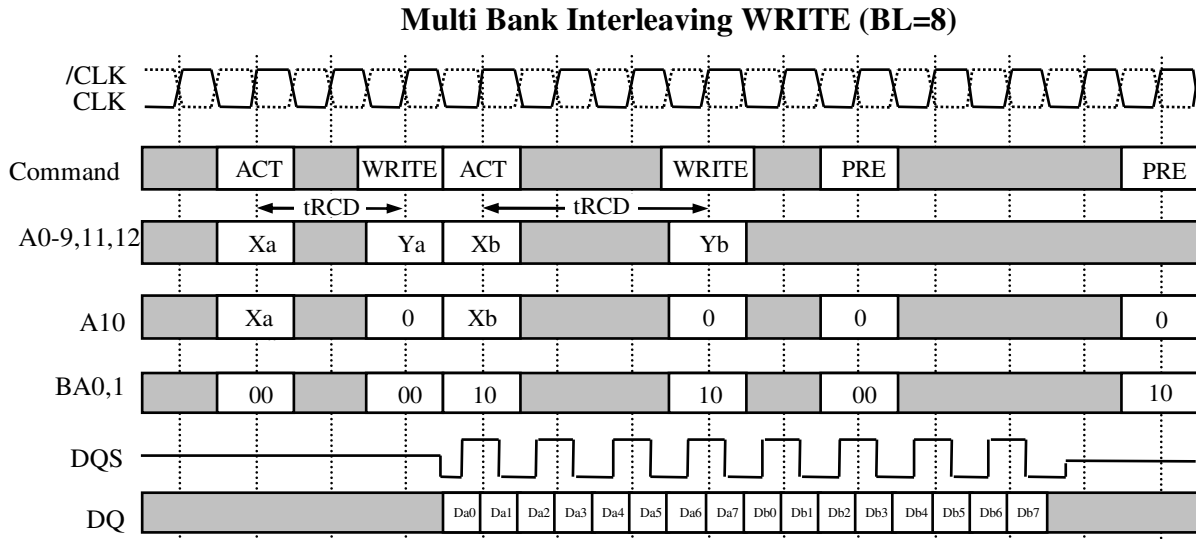 Multi Bank Interleaving WRITE (BL=8)
/CLK
CLK
Command ACT WRITE ACT WRITE PRE PRE
tRCD tRCD
A0-9,11,12 Xa Ya Xb Yb
A10 Xa 0 Xb 0 0 0
BA0,1 00 00 10 10 00 10
DQS
DQ Da0 Da1 Da2 Da3 Da4 Da5 Da6 Da7 Db0 Db1 Db2 Db3 Db4 Db5 Db6 Db7